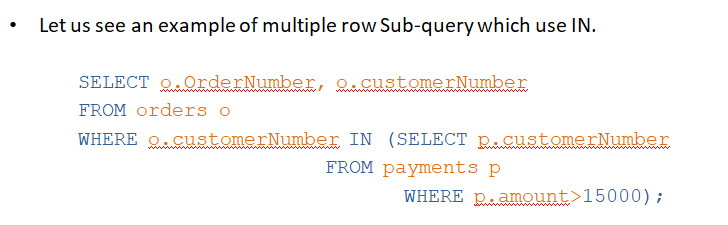 • Let us see an example of multiple row Sub-query which use IN.
SELECT o.OrderNumber, o.customerNumber
FROM orders o
WHERE o.customerNumber IN (SELECT p.customerNumber
FROM payments p
WHERE p.amount>15000);